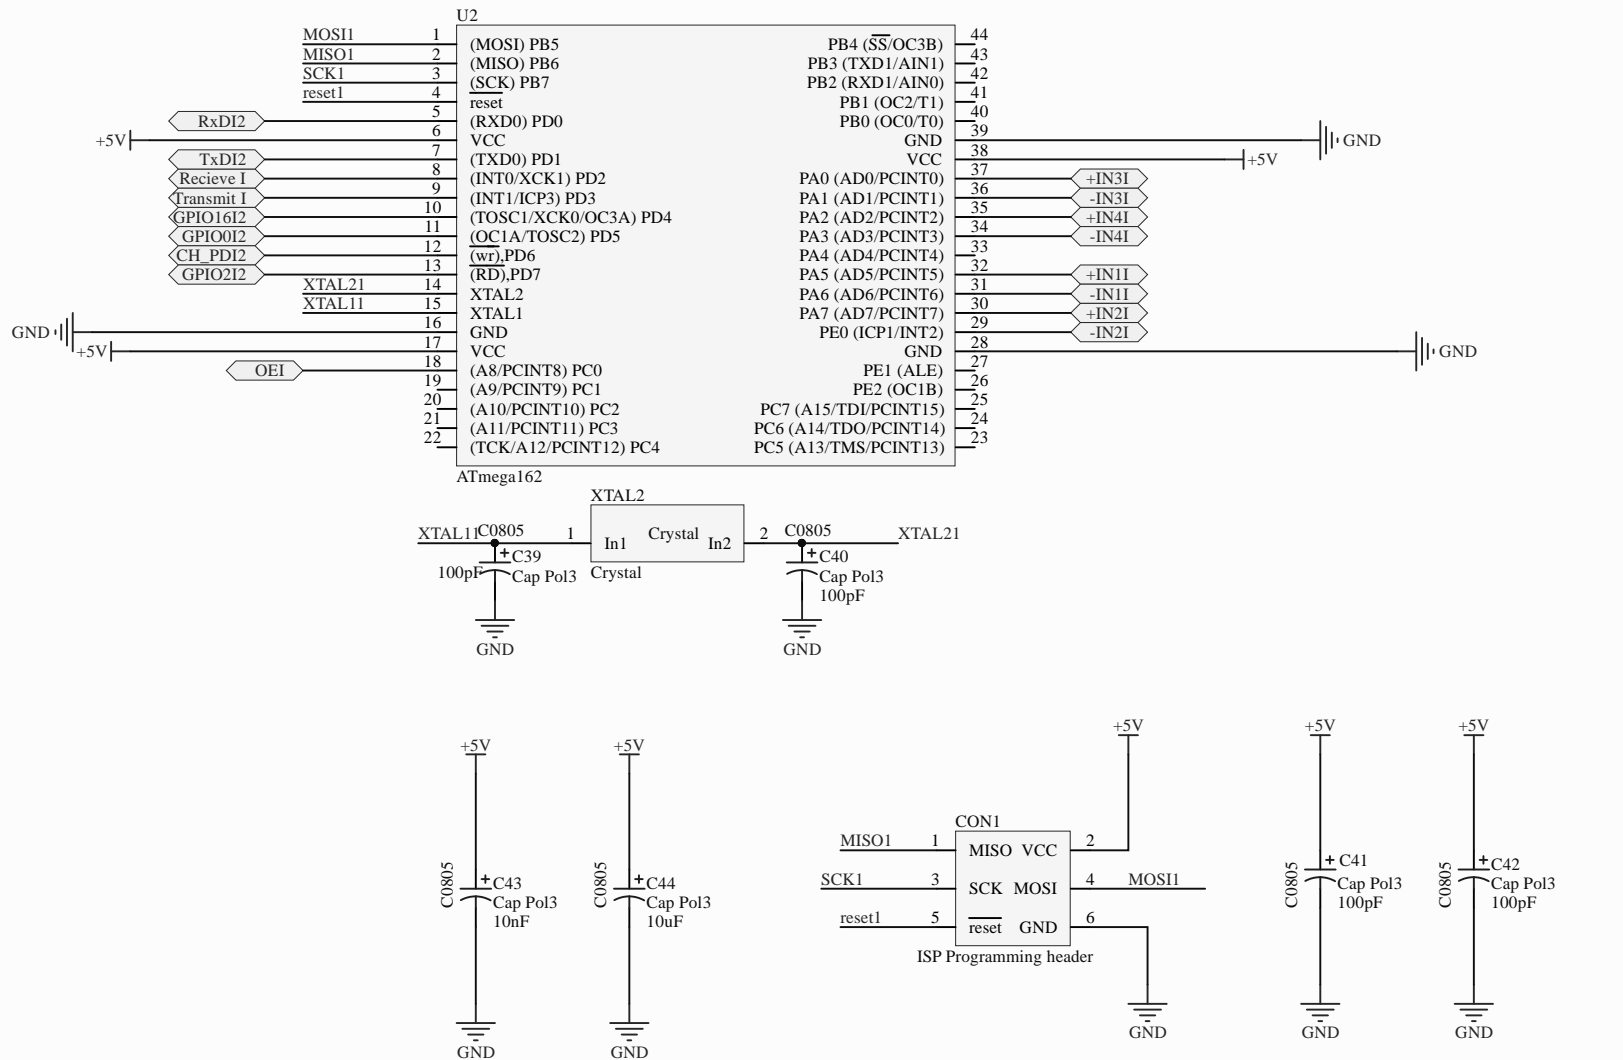 U2
MOSI1 1 (MOSI) PB5 PB4 (SS/OC3B) 44
MISO1 2 (MISO) PB6 PB3 (TXD1/AIN1) 43
SCK1 3 (SCK) PB7 PB2 (RXD1/AIN0) 42
reset1 4 reset PB1 (OC2/T1) 41
RxDI2 5 (RXD0) PD0 PB0 (OC0/T0) 40
+5V 6 VCC GND 39 GND
TxDI2 7 (TXD0) PD1 VCC 38 +5V
Recieve I 8 (INT0/XCK1) PD2 PA0 (AD0/PCINT0) 37 +IN3I
Transmit I 9 (INT1/ICP3) PD3 PA1 (AD1/PCINT1) 36 -IN3I
GPIO16I2 10 (TOSC1/XCK0/OC3A) PD4 PA2 (AD2/PCINT2) 35 +IN4I
GPIO0I2 11 (OC1A/TOSC2) PD5 PA3 (AD3/PCINT3) 34 -IN4I
CH_PDI2 12 (wr),PD6 PA4 (AD4/PCINT4) 33
GPIO2I2 13 (RD),PD7 PA5 (AD5/PCINT5) 32 +IN1I
XTAL21 14 XTAL2 PA6 (AD6/PCINT6) 31 -IN1I
XTAL11 15 XTAL1 PA7 (AD7/PCINT7) 30 +IN2I
GND 16 GND PE0 (ICP1/INT2) 29 -IN2I
+5V 17 VCC GND 28 GND
OEI 18 (A8/PCINT8) PC0 PE1 (ALE) 27
19 (A9/PCINT9) PC1 PE2 (OC1B) 26
20 (A10/PCINT10) PC2 PC7 (A15/TDI/PCINT15) 25
21 (A11/PCINT11) PC3 PC6 (A14/TDO/PCINT14) 24
22 (TCK/A12/PCINT12) PC4 PC5 (A13/TMS/PCINT13) 23
ATmega162
XTAL2
XTAL11 C0805 1 In1 Crystal In2 2 C0805 XTAL21
+ C39 + C40
100pF Cap Pol3 Crystal Cap Pol3
100pF
GND GND
+5V +5V +5V
+5V +5V
CON1
MISO1 1 MISO VCC 2
C0805 + C41 C0805 + C42
Cap Pol3 Cap Pol3
100pF 100pF
C0805 + C43 C0805 + C44 SCK1 3 SCK MOSI 4 MOSI1
Cap Pol3 Cap Pol3
10nF 10uF reset1 5 reset GND 6
ISP Programming header
GND GND GND
GND GND